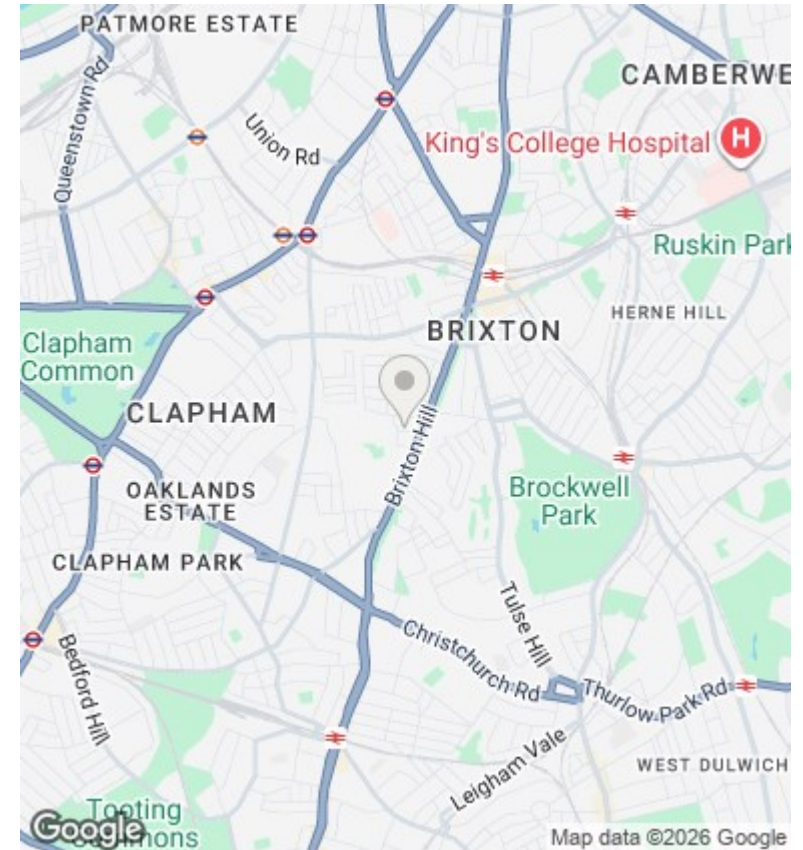 PATMORE ESTATE
CAMBERWE
Queenstown Rd
Union Rd
King's College Hospital
H
Ruskin Park
HERNE HILL
BRIXTON
Clapham
Common
CLAPHAM
Brixton Hill
OAKLANDS
ESTATE
Brockwell
Park
CLAPHAM PARK
Tulse Hill
Christchurch Rd
Thurlow Park Rd
Bedford Hill
Leigham Vale
WEST DULWICH
Tooting
Commons
Google
Map data ©2026 Google